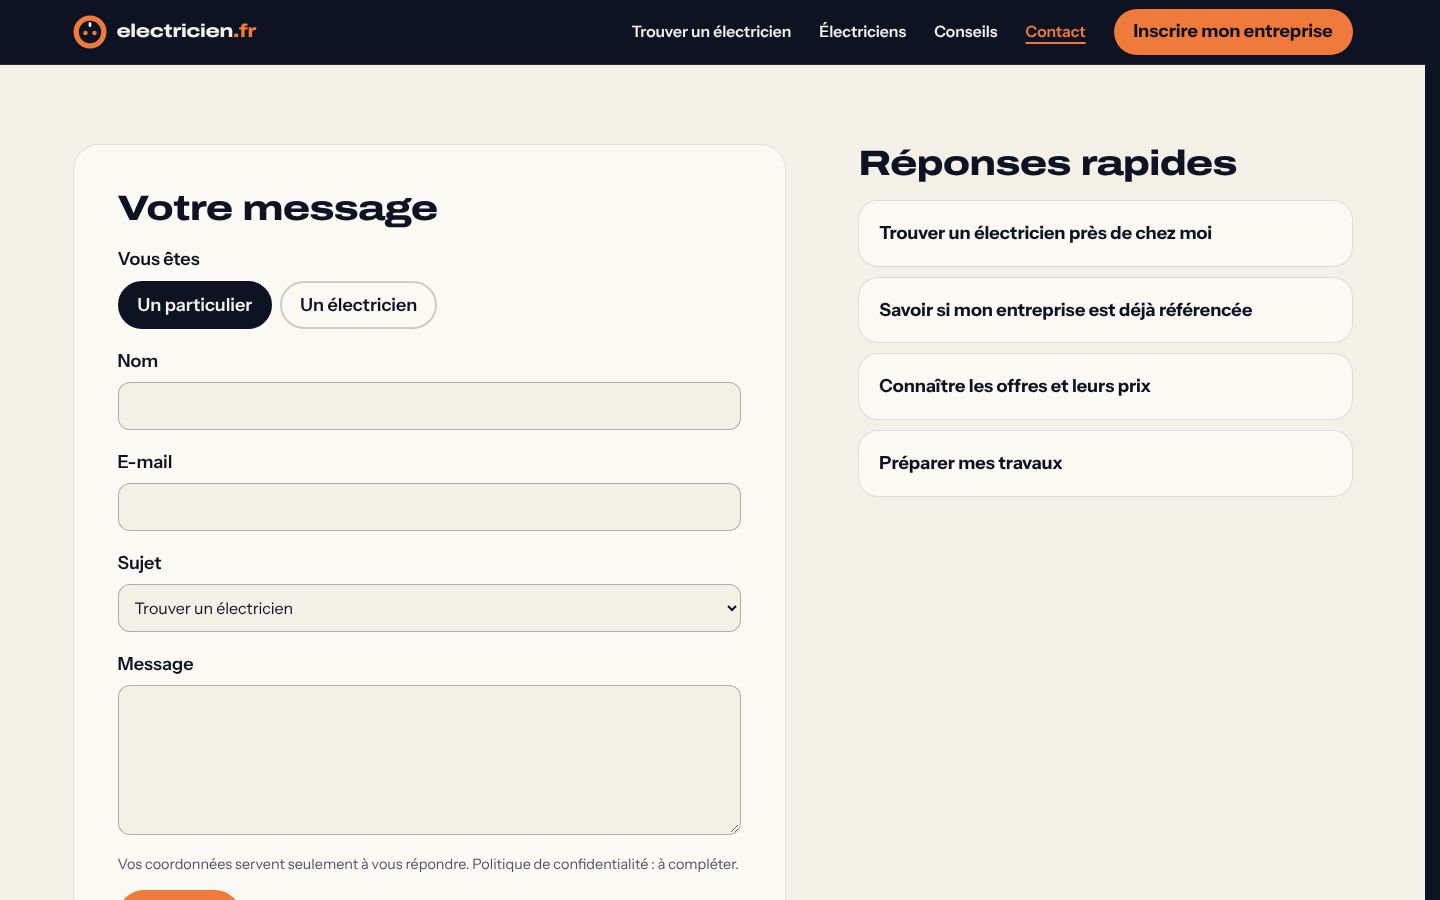 electricien.fr
Trouver un électricien
Électriciens
Conseils
Contact
Inscrire mon entreprise
Votre message
Vous êtes
Un particulier
Un électricien
Nom
E-mail
Sujet
Trouver un électricien
Message
Vos coordonnées servent seulement à vous répondre. Politique de confidentialité : à compléter.
Réponses rapides
Trouver un électricien près de chez moi
Savoir si mon entreprise est déjà référencée
Connaître les offres et leurs prix
Préparer mes travaux